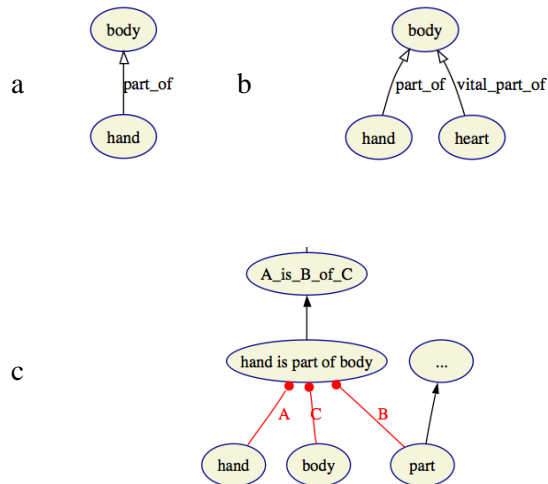 body
a
part_of
hand
body
b
part_of vital_part_of
hand heart
A_is_B_of_C
c
hand is part of body
...
A C B
hand body part